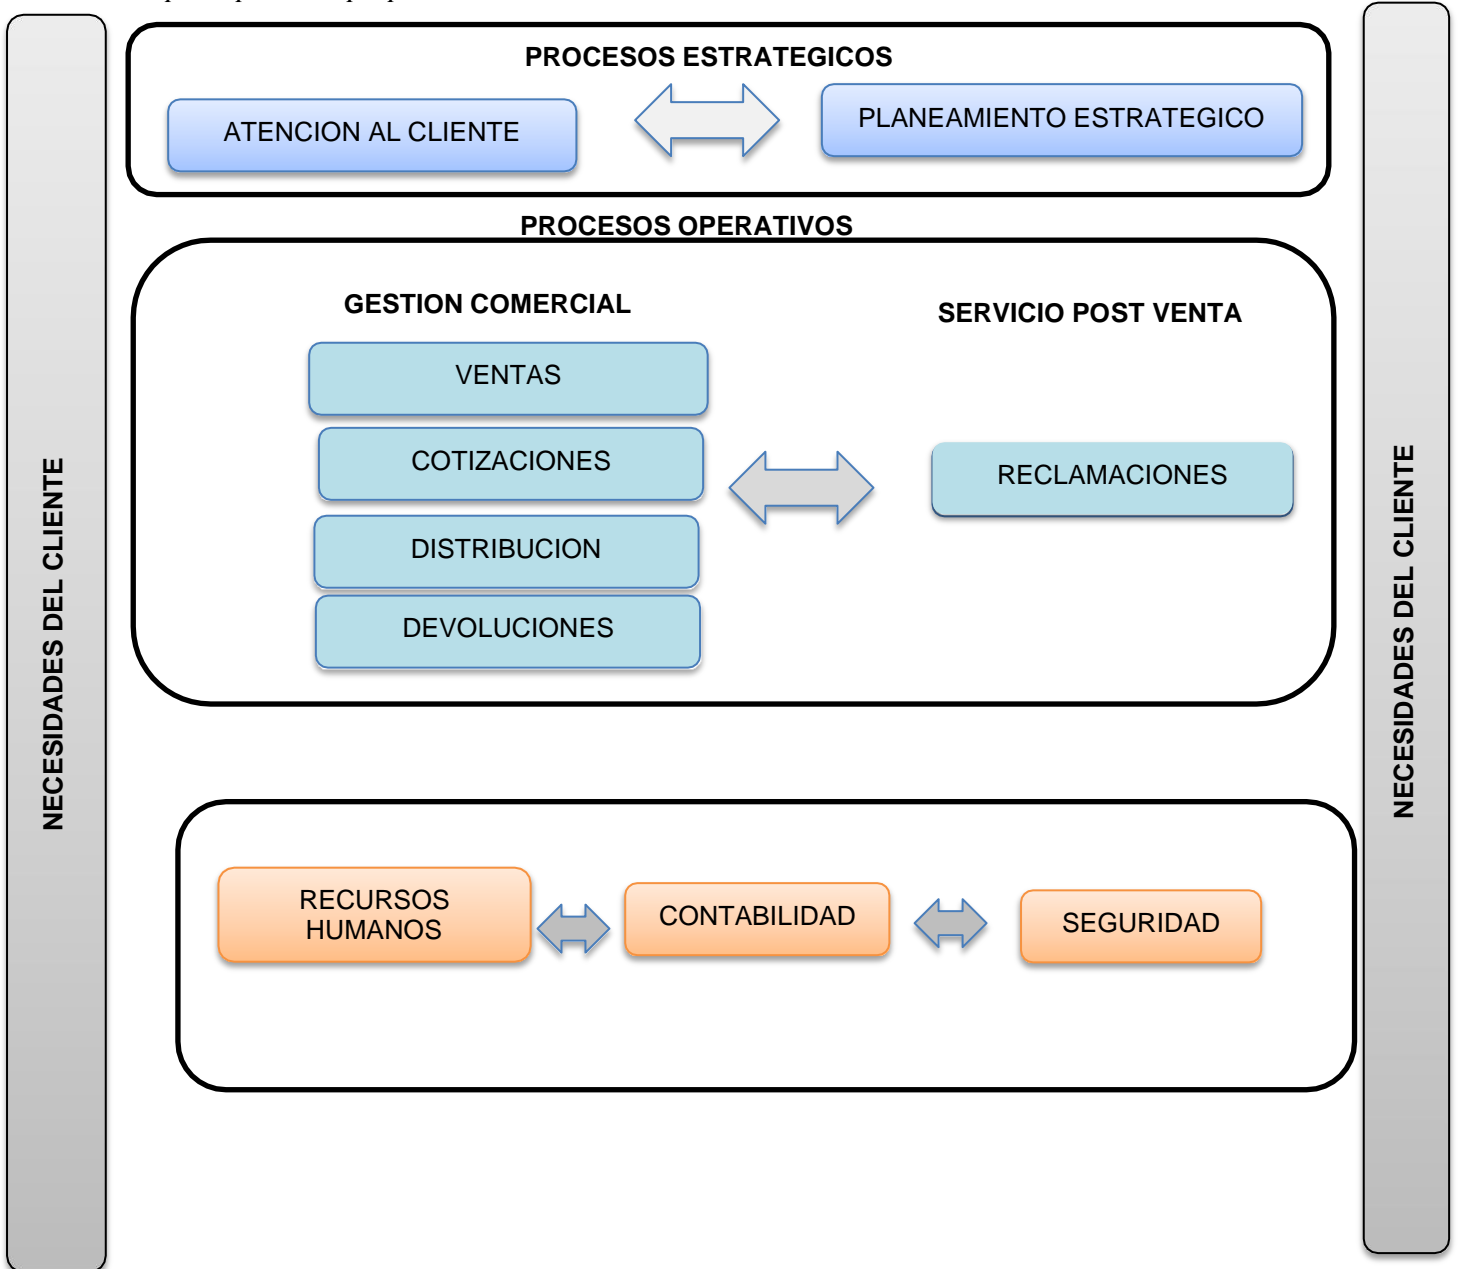 PROCESOS ESTRATEGICOS
ATENCION AL CLIENTE
PLANEAMIENTO ESTRATEGICO
PROCESOS OPERATIVOS
GESTION COMERCIAL
SERVICIO POST VENTA
VENTAS
COTIZACIONES
RECLAMACIONES
DISTRIBUCION
DEVOLUCIONES
NECESIDADES DEL CLIENTE
NECESIDADES DEL CLIENTE
RECURSOS
HUMANOS
CONTABILIDAD
SEGURIDAD